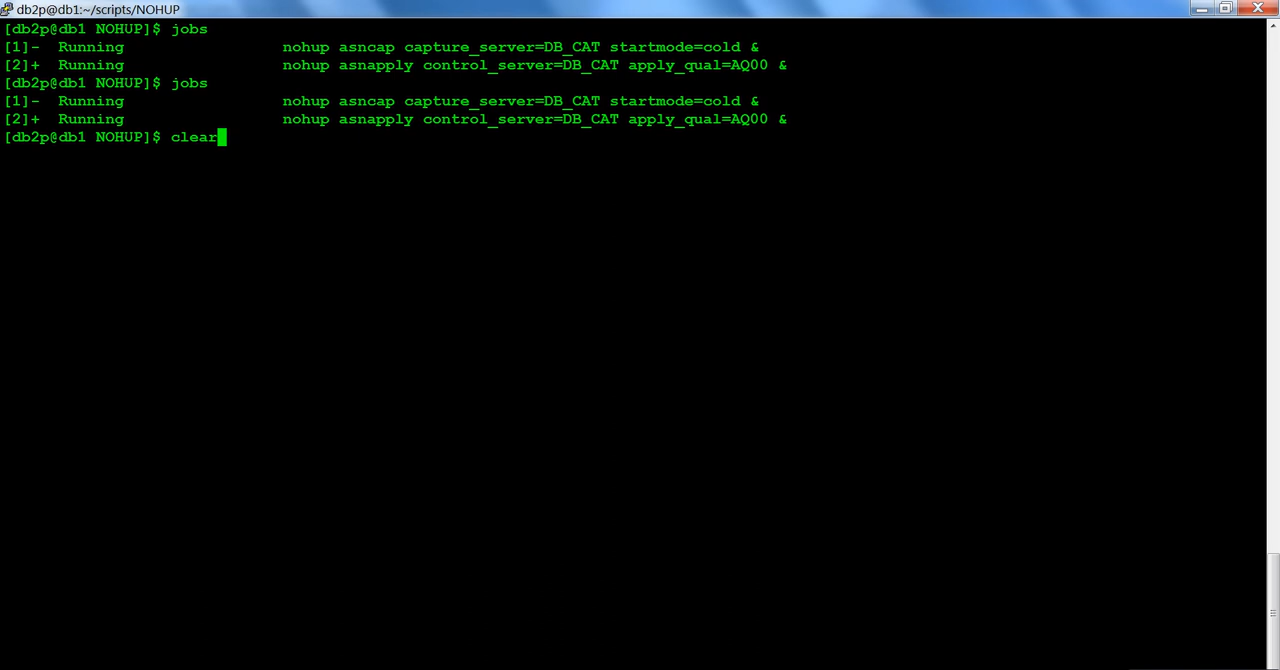 db2p@db1:~/scripts/NOHUP
[db2p@db1 NOHUP]$ jobs
[1]-  Running                 nohup asncap capture_server=DB_CAT startmode=cold &
[2]+  Running                 nohup asnapply control_server=DB_CAT apply_qual=AQ00 &
[db2p@db1 NOHUP]$ jobs
[1]-  Running                 nohup asncap capture_server=DB_CAT startmode=cold &
[2]+  Running                 nohup asnapply control_server=DB_CAT apply_qual=AQ00 &
[db2p@db1 NOHUP]$ clear